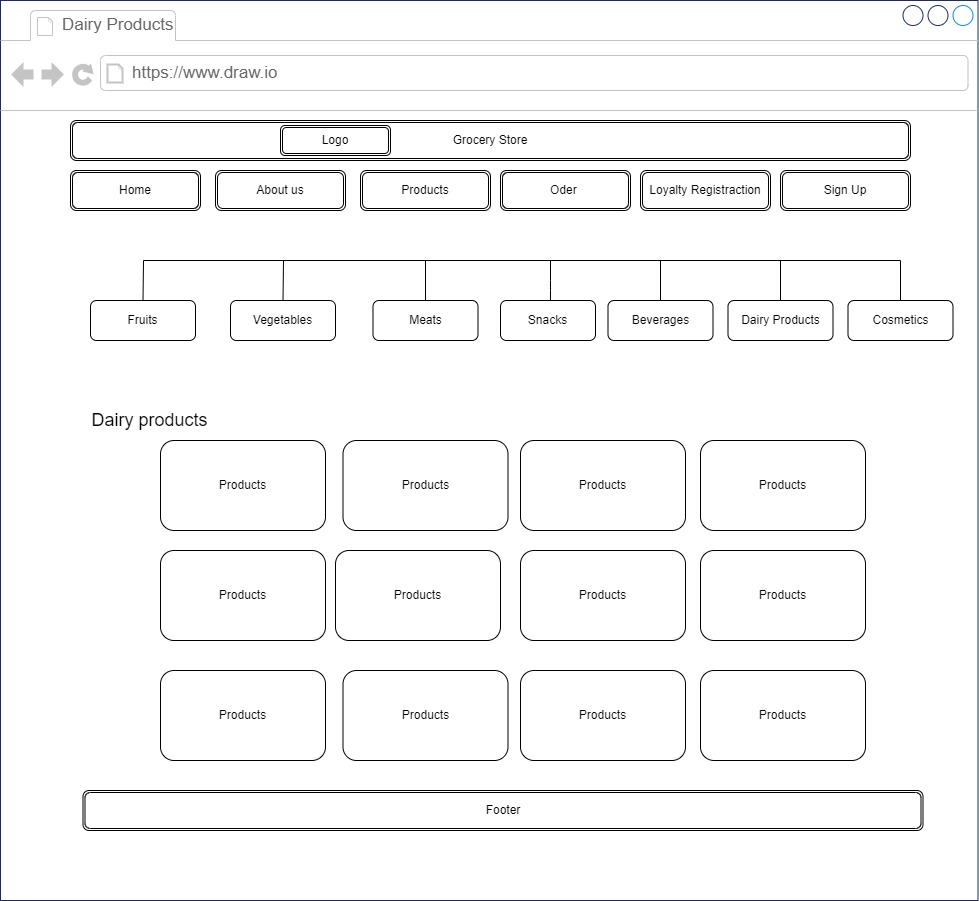 Dairy Products
https://www.draw.io
Logo Grocery Store
Home About us Products Oder Loyalty Registraction Sign Up
Fruits Vegetables Meats Snacks Beverages Dairy Products Cosmetics
Dairy products
Products Products Products Products
Products Products Products Products
Products Products Products Products
Footer